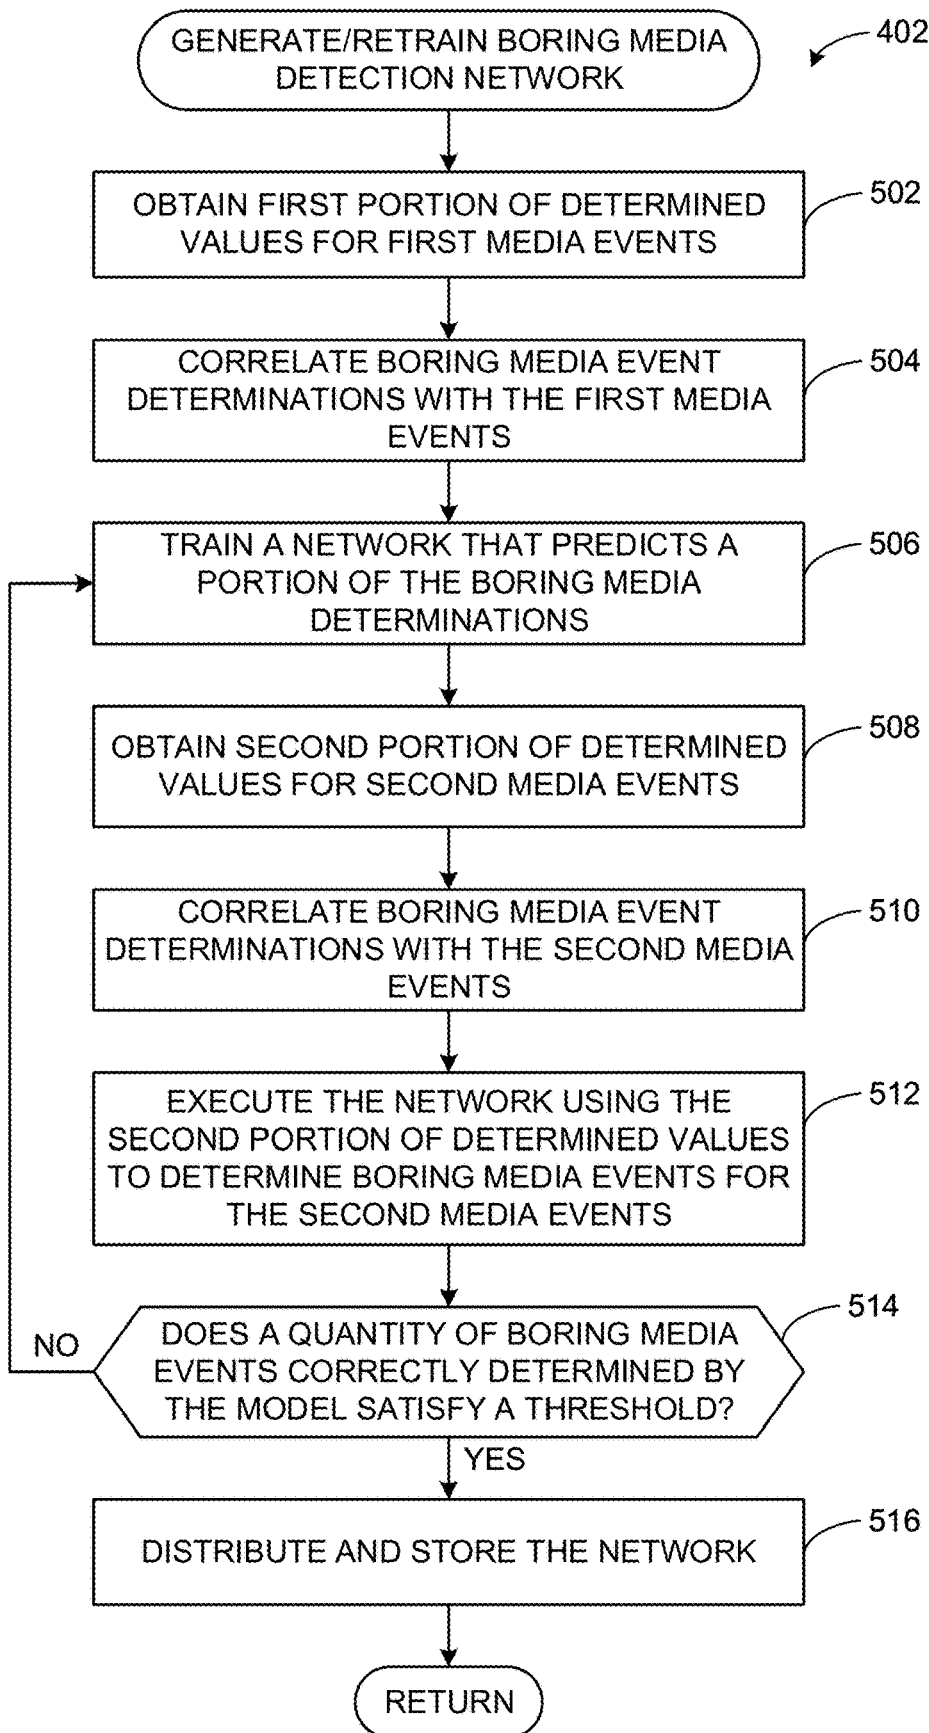 GENERATE/RETRAIN BORING MEDIA
DETECTION NETWORK
402
OBTAIN FIRST PORTION OF DETERMINED
VALUES FOR FIRST MEDIA EVENTS
502
CORRELATE BORING MEDIA EVENT
DETERMINATIONS WITH THE FIRST MEDIA
EVENTS
504
TRAIN A NETWORK THAT PREDICTS A
PORTION OF THE BORING MEDIA
DETERMINATIONS
506
OBTAIN SECOND PORTION OF DETERMINED
VALUES FOR SECOND MEDIA EVENTS
508
CORRELATE BORING MEDIA EVENT
DETERMINATIONS WITH THE SECOND MEDIA
EVENTS
510
EXECUTE THE NETWORK USING THE
SECOND PORTION OF DETERMINED VALUES
TO DETERMINE BORING MEDIA EVENTS FOR
THE SECOND MEDIA EVENTS
512
DOES A QUANTITY OF BORING MEDIA
EVENTS CORRECTLY DETERMINED BY
THE MODEL SATISFY A THRESHOLD?
514
NO
YES
DISTRIBUTE AND STORE THE NETWORK
516
RETURN